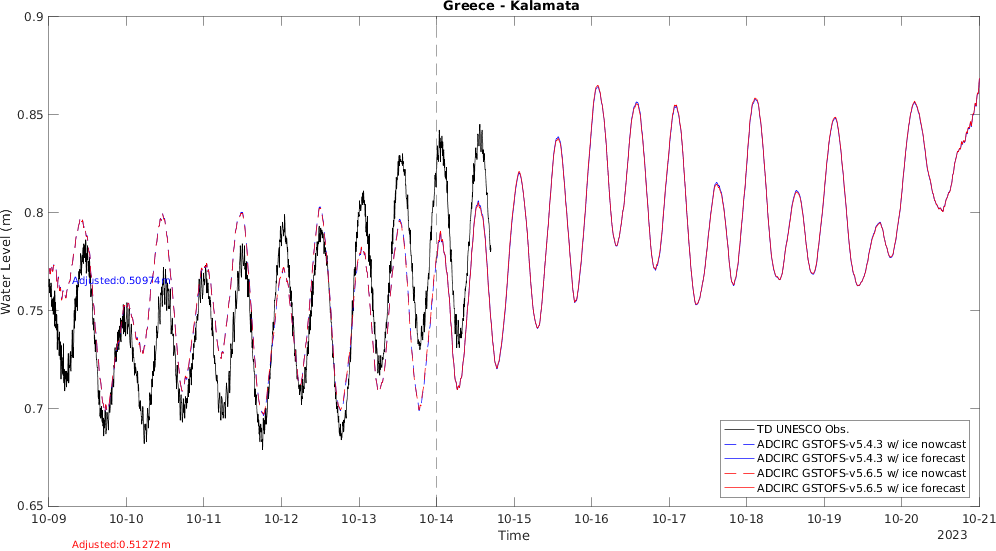 Greece - Kalamata
0.9
0.85
0.8
0.75
0.7
0.65
Water Level (m)
Adjusted:0.50974m
TD UNESCO Obs.
ADCIRC GSTOFS-v5.4.3 w/ ice nowcast
ADCIRC GSTOFS-v5.4.3 w/ ice forecast
ADCIRC GSTOFS-v5.6.5 w/ ice nowcast
ADCIRC GSTOFS-v5.6.5 w/ ice forecast
10-09 10-10 10-11 10-12 10-13 10-14 10-15 10-16 10-17 10-18 10-19 10-20 10-21
Time
2023
Adjusted:0.51272m